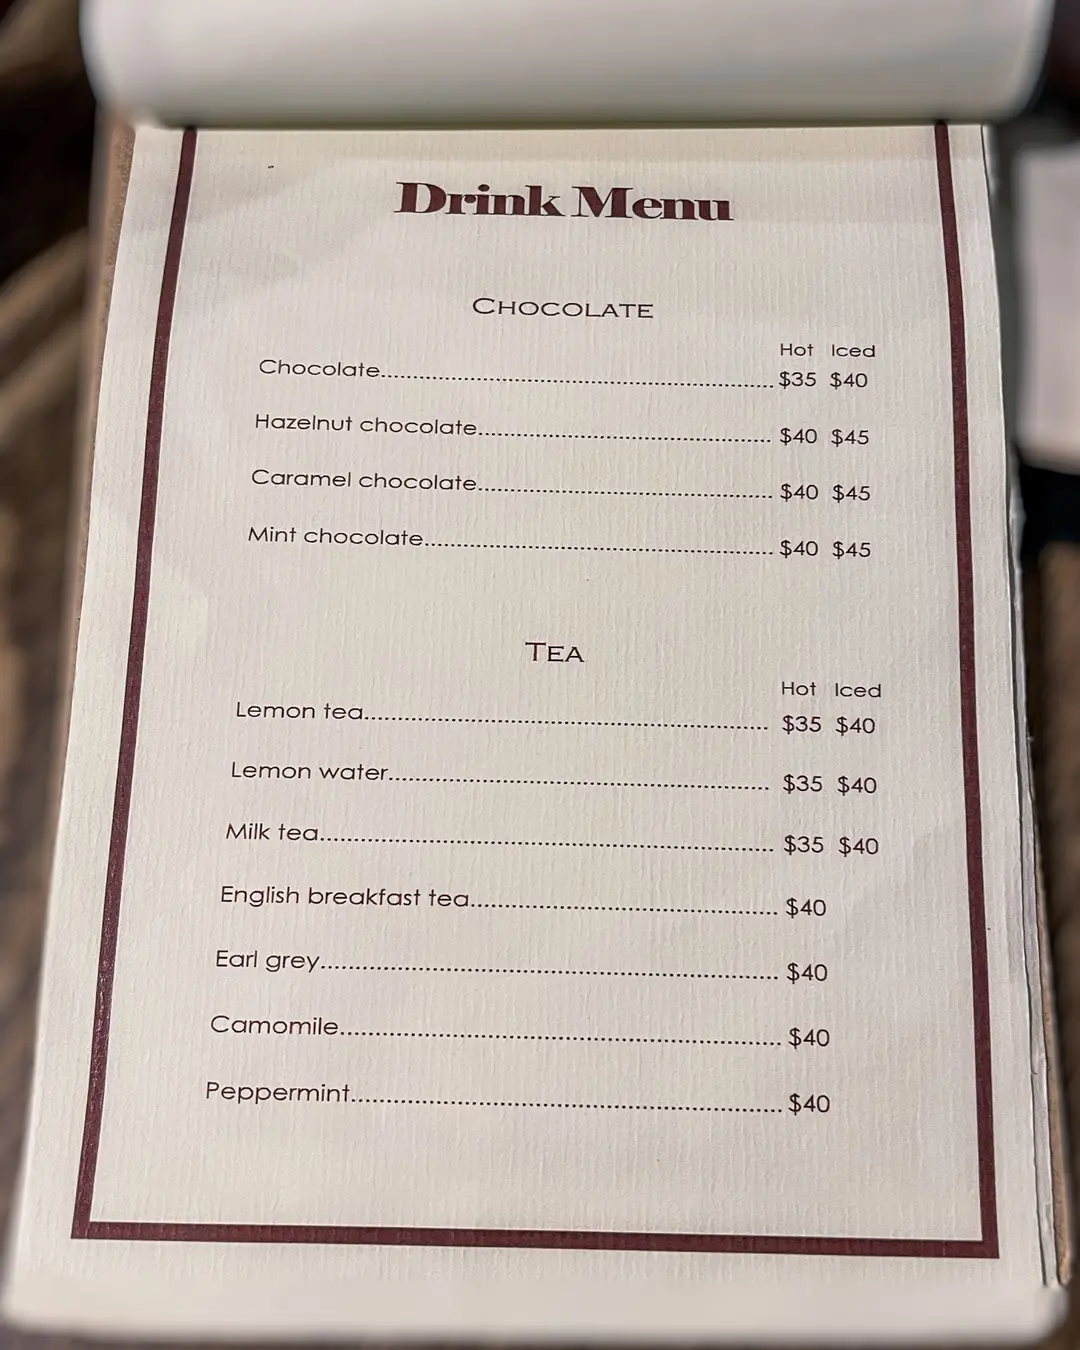 Drink Menu
CHOCOLATE
Hot Iced
Chocolate $35 $40
Hazelnut chocolate $40 $45
Caramel chocolate $40 $45
Mint chocolate $40 $45
TEA
Hot Iced
Lemon tea $35 $40
Lemon water $35 $40
Milk tea $35 $40
English breakfast tea $40
Earl grey $40
Camomile $40
Peppermint $40